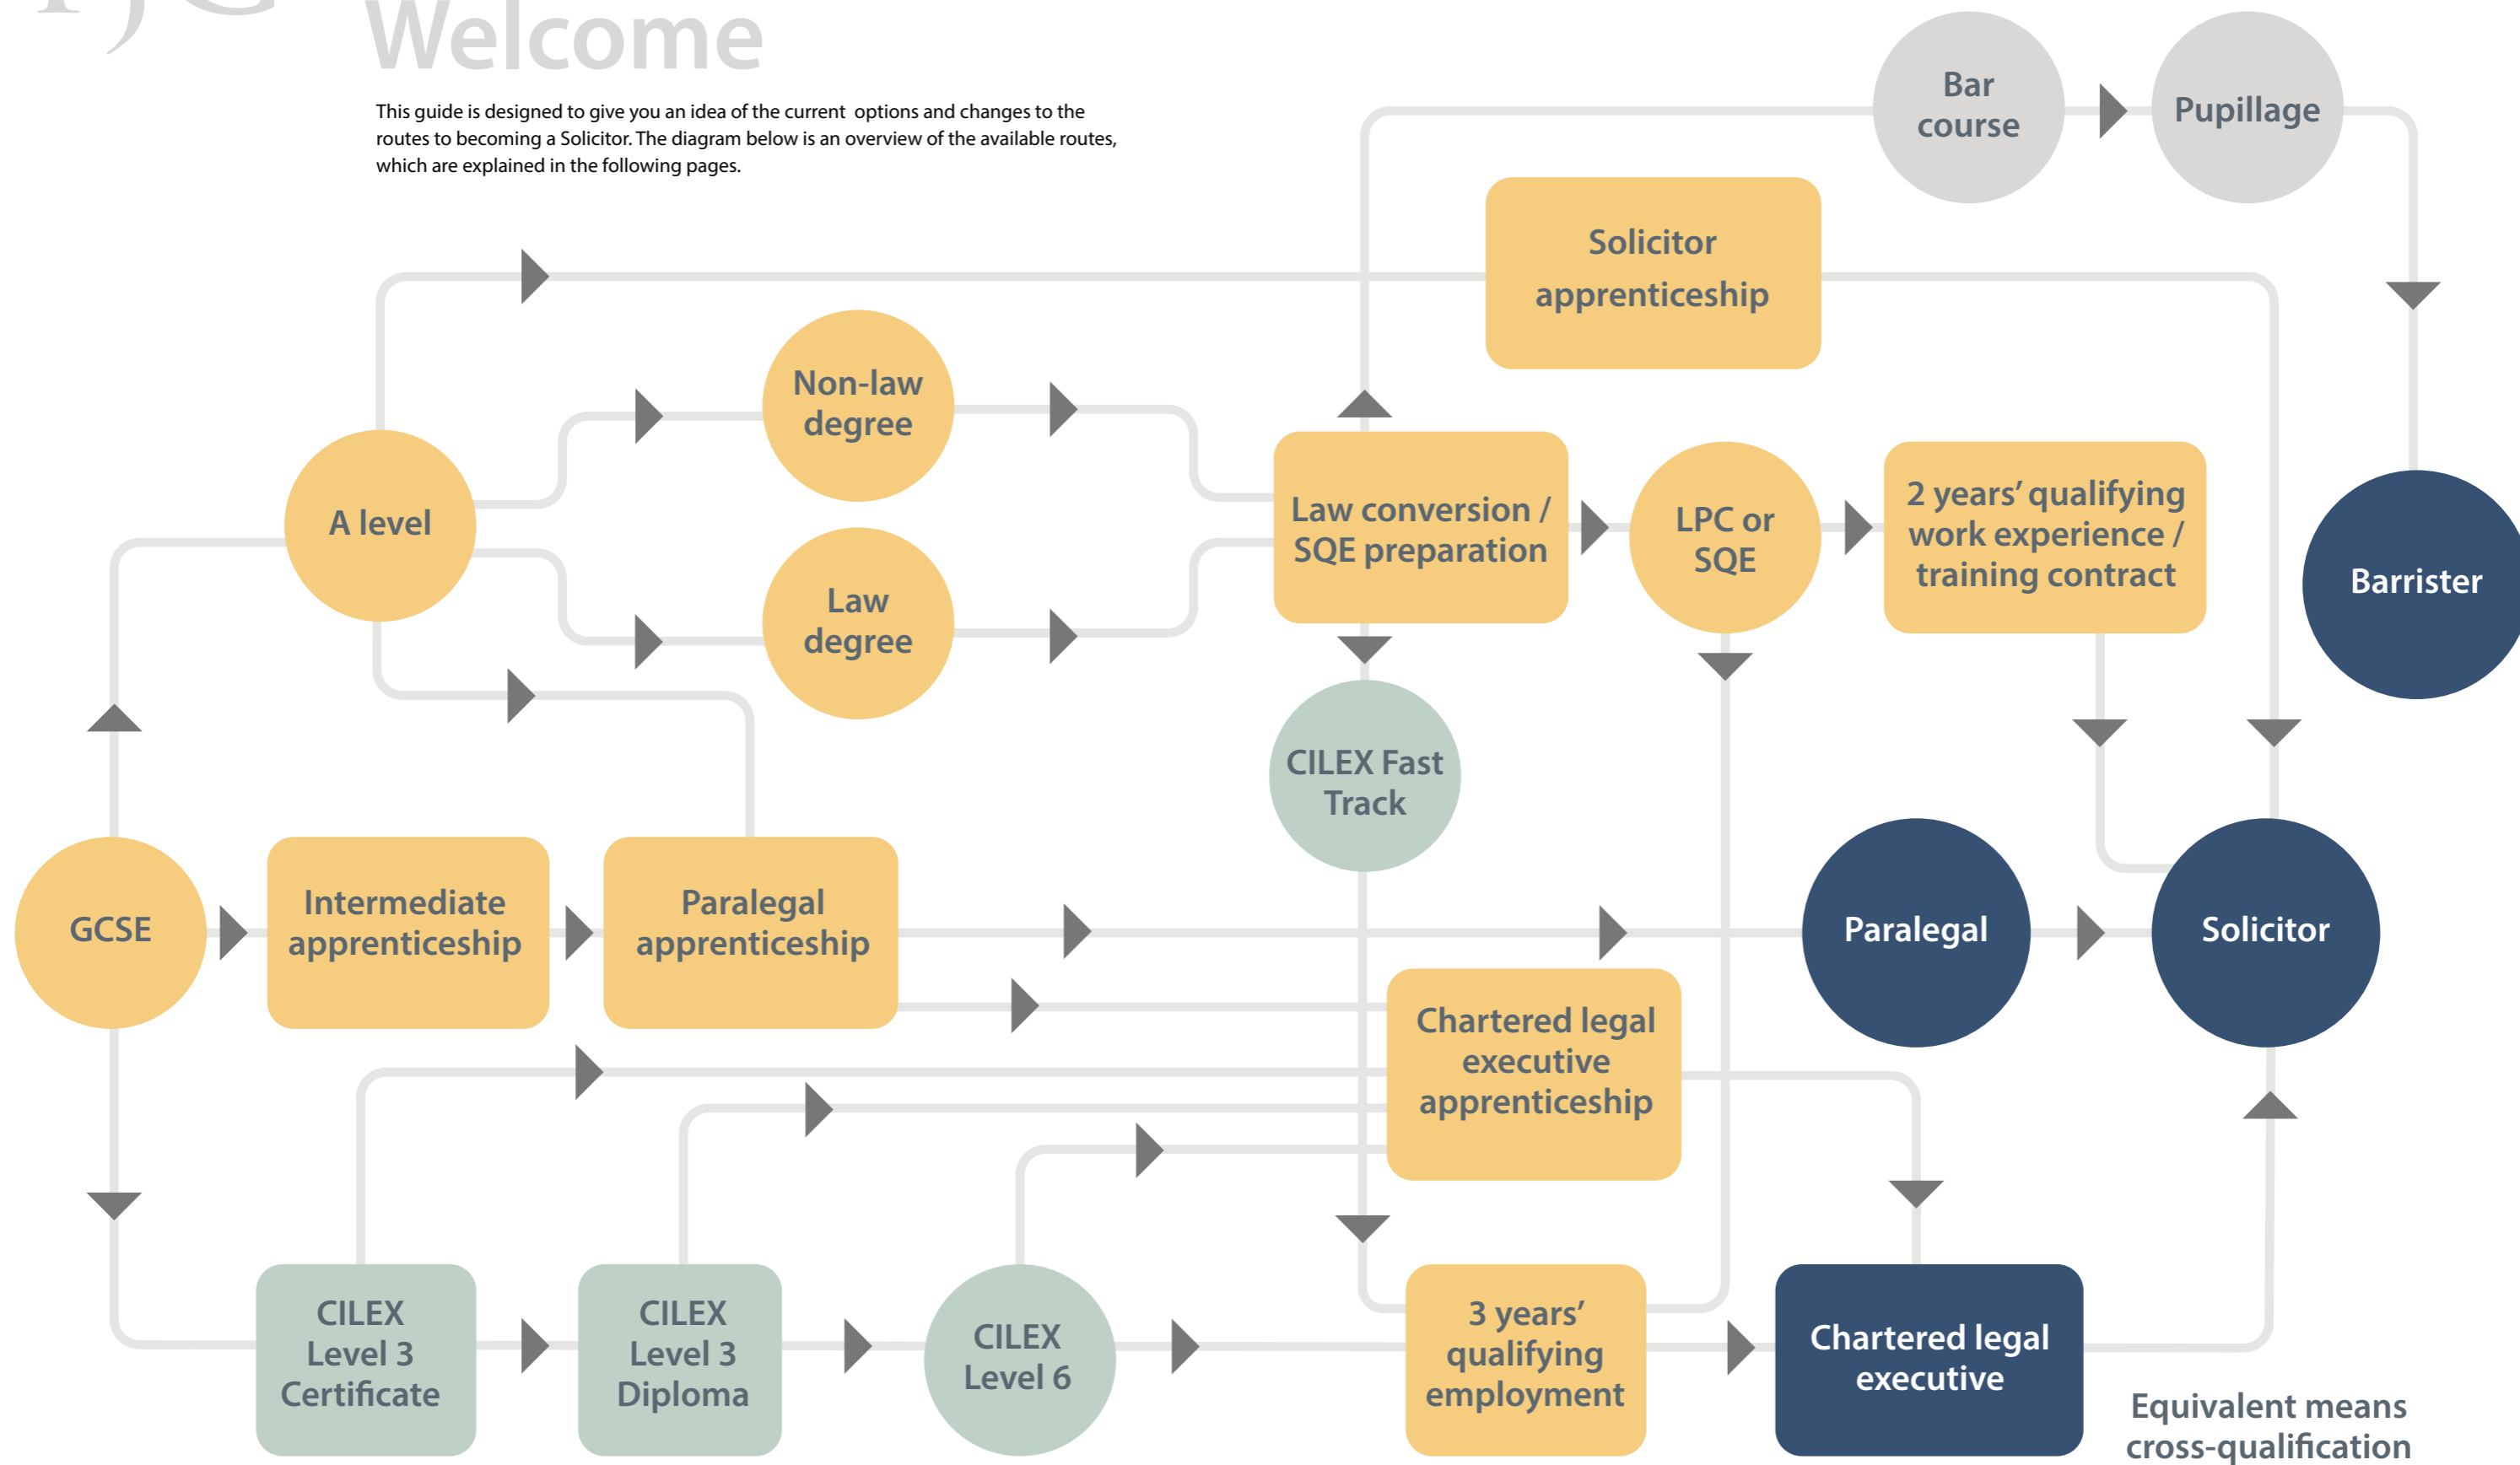 Welcome
This guide is designed to give you an idea of the current options and changes to the
routes to becoming a Solicitor. The diagram below is an overview of the available routes,
which are explained in the following pages.
Bar
course
Pupillage
Solicitor
apprenticeship
Non-law
degree
A level
Law
degree
Law conversion /
SQE preparation
LPC or
SQE
2 years’ qualifying
work experience /
training contract
Barrister
CILEX Fast
Track
GCSE
Intermediate
apprenticeship
Paralegal
apprenticeship
Paralegal
Solicitor
Chartered legal
executive
apprenticeship
CILEX
Level 3
Certificate
CILEX
Level 3
Diploma
CILEX
Level 6
3 years’
qualifying
employment
Chartered legal
executive
Equivalent means
cross-qualification